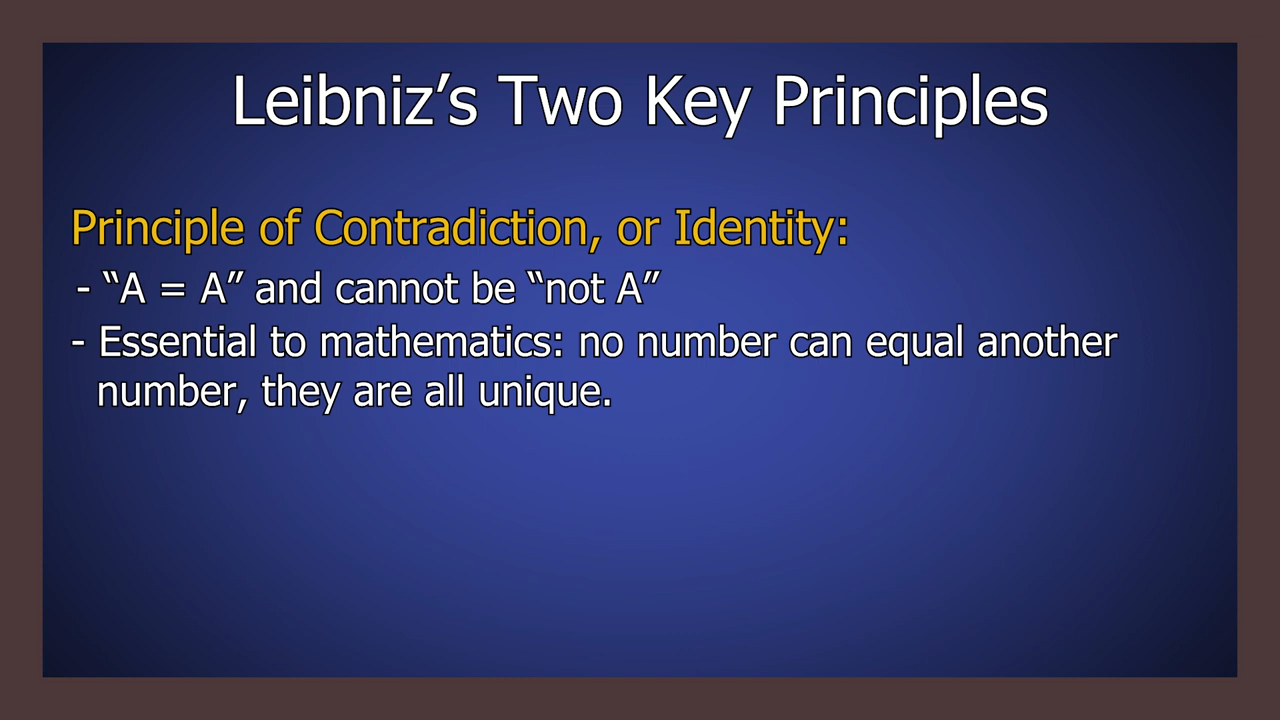 Leibniz’s Two Key Principles
Principle of Contradiction, or Identity:
- “A = A” and cannot be “not A”
- Essential to mathematics: no number can equal another
number, they are all unique.